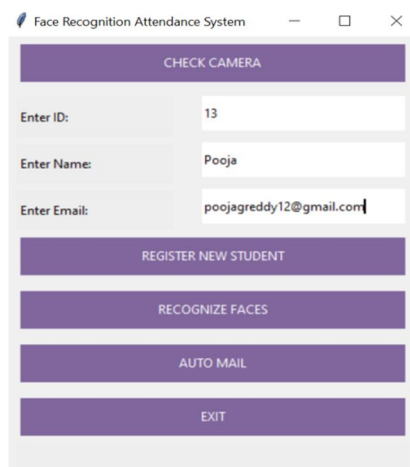 Face Recognition Attendance System
CHECK CAMERA
Enter ID: 13
Enter Name: Pooja
Enter Email: poojagreddy12@gmail.com
REGISTER NEW STUDENT
RECOGNIZE FACES
AUTO MAIL
EXIT